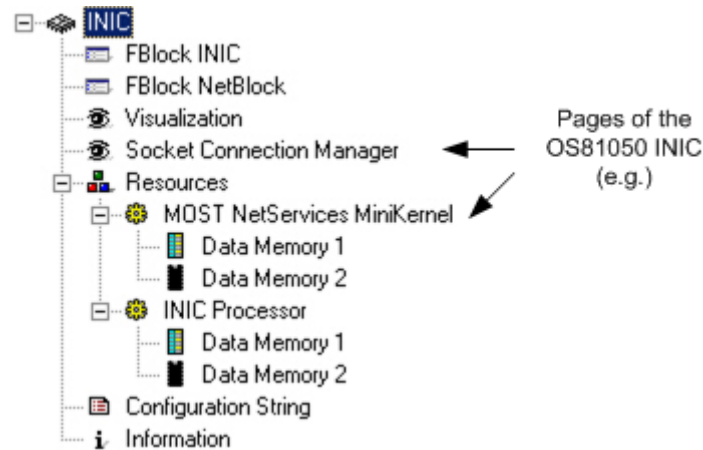 INIC
FBlock INIC
FBlock NetBlock
Visualization
Socket Connection Manager
Resources
MOST NetServices MiniKernel
Data Memory 1
Data Memory 2
INIC Processor
Data Memory 1
Data Memory 2
Configuration String
Information
Pages of the
OS81050 INIC
(e.g.)